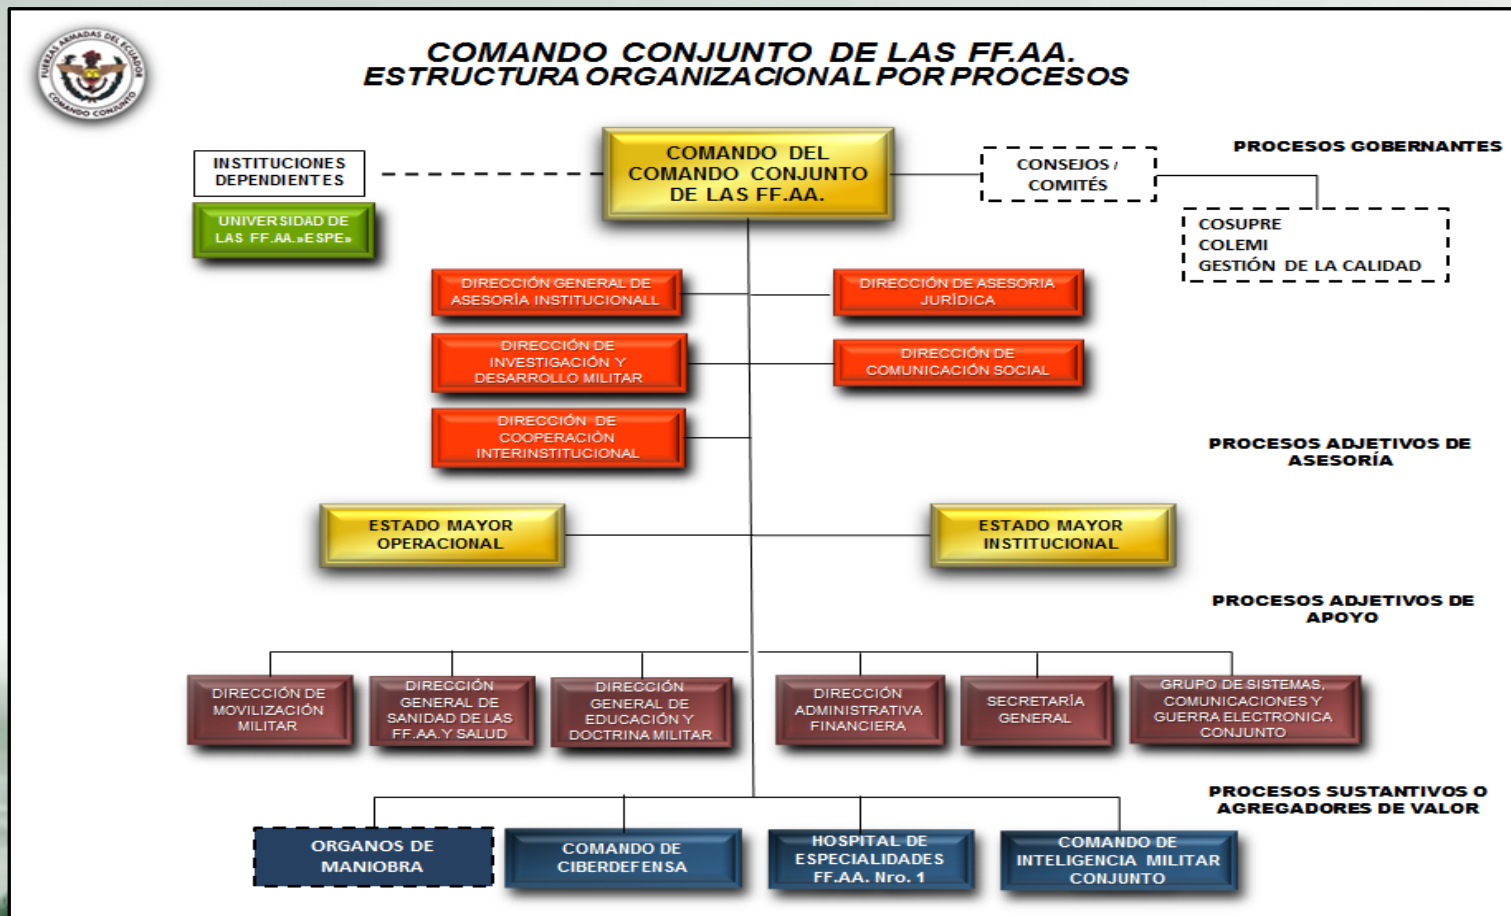 FUERZAS ARMADAS DEL ECUADOR
COMANDO CONJUNTO
COMANDO CONJUNTO DE LAS FF.AA.
ESTRUCTURA ORGANIZACIONAL POR PROCESOS
INSTITUCIONES
DEPENDIENTES
UNIVERSIDAD DE
LAS FF.AA.»ESPE»
COMANDO DEL
COMANDO CONJUNTO
DE LAS FF.AA.
CONSEJOS /
COMITÉS
PROCESOS GOBERNANTES
COSUPRE
COLEMI
GESTIÓN DE LA CALIDAD
DIRECCIÓN GENERAL DE
ASESORÍA INSTITUCIONALL
DIRECCIÓN DE ASESORIA
JURÍDICA
DIRECCIÓN DE
INVESTIGACIÓN Y
DESARROLLO MILITAR
DIRECCIÓN DE
COMUNICACIÓN SOCIAL
DIRECCIÓN DE
COOPERACIÓN
INTERINSTITUCIONAL
PROCESOS ADJETIVOS DE
ASESORÍA
ESTADO MAYOR
OPERACIONAL
ESTADO MAYOR
INSTITUCIONAL
PROCESOS ADJETIVOS DE
APOYO
DIRECCIÓN DE
MOVILIZACIÓN
MILITAR
DIRECCIÓN
GENERAL DE
SANIDAD DE LAS
FF.AA.Y SALUD
DIRECCIÓN
GENERAL DE
EDUCACIÓN Y
DOCTRINA MILITAR
DIRECCIÓN
ADMINISTRATIVA
FINANCIERA
SECRETARÍA
GENERAL
GRUPO DE SISTEMAS,
COMUNICACIONES Y
GUERRA ELECTRONICA
CONJUNTO
PROCESOS SUSTANTIVOS O
AGREGADORES DE VALOR
ORGANOS DE
MANIOBRA
COMANDO DE
CIBERDEFENSA
HOSPITAL DE
ESPECIALIDADES
FF.AA. Nro. 1
COMANDO DE
INTELIGENCIA MILITAR
CONJUNTO